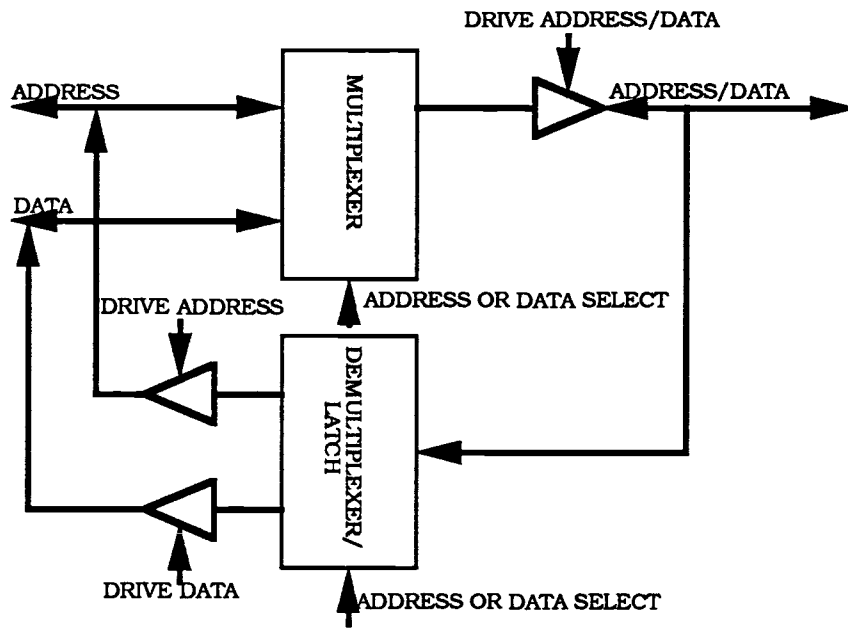 DRIVE ADDRESS/DATA
ADDRESS
MULTIPLEXER
ADDRESS/DATA
DATA
ADDRESS OR DATA SELECT
DRIVE ADDRESS
DEMULTIPLEXER/
LATCH
DRIVE DATA
ADDRESS OR DATA SELECT